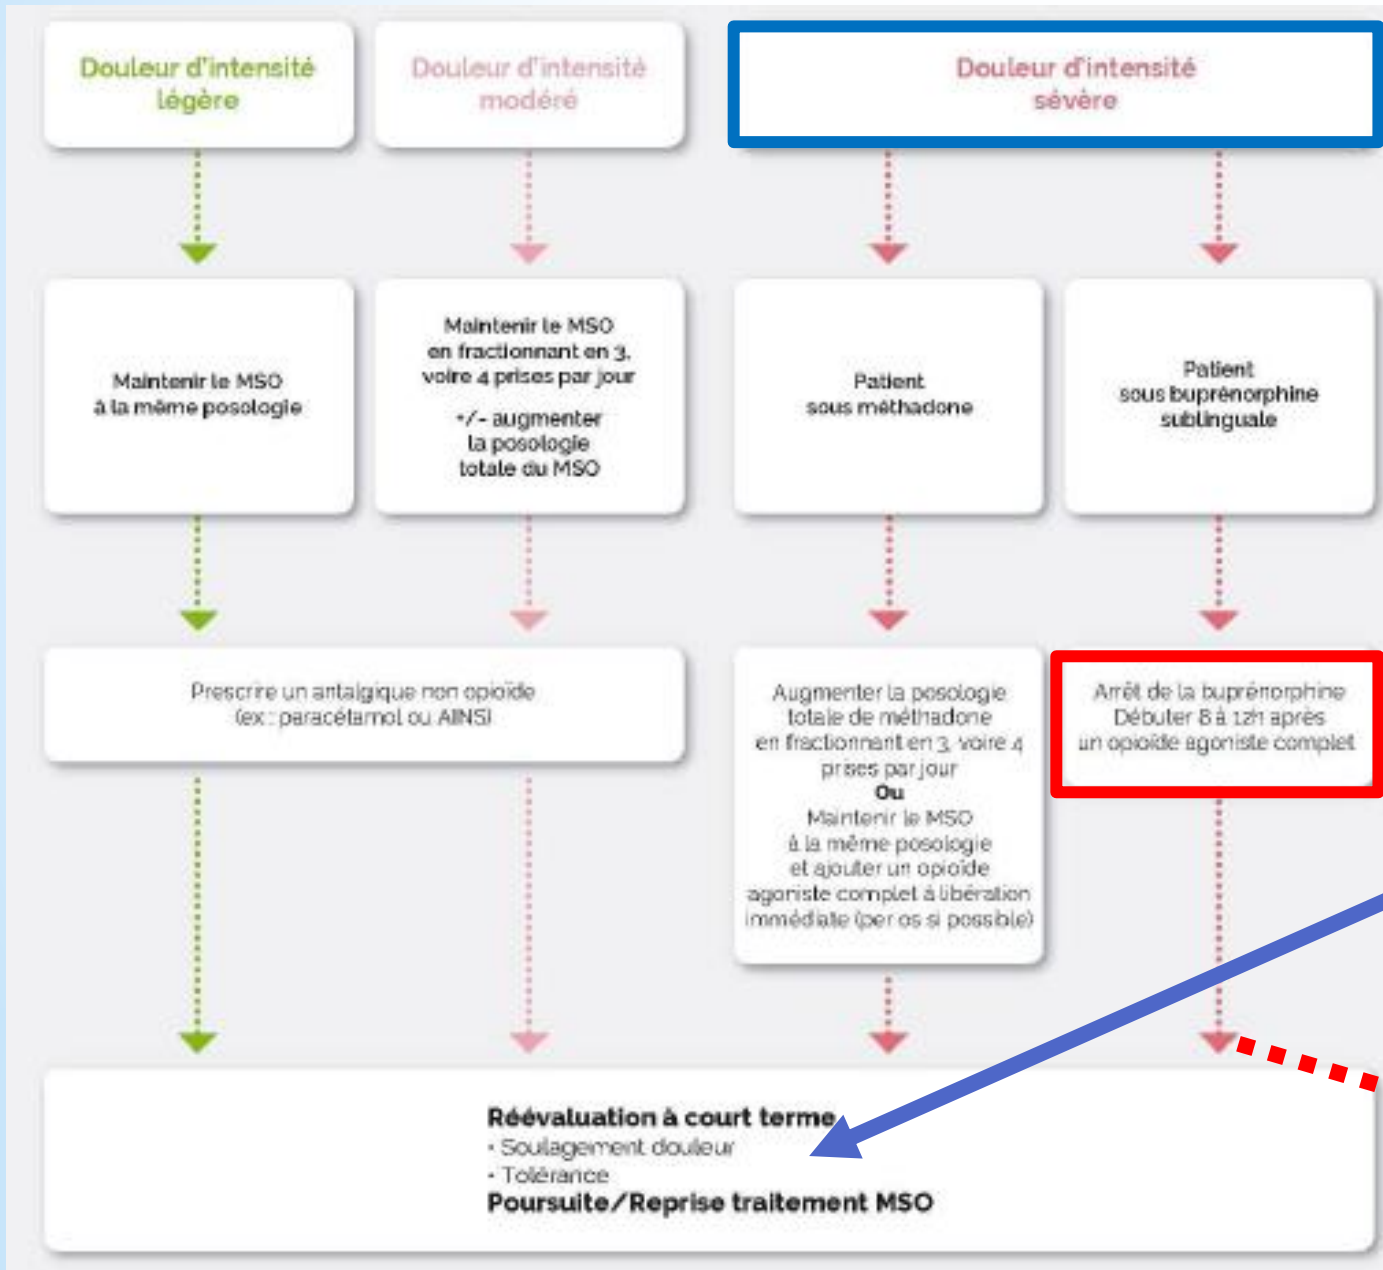 Douleur d'intensité
légère
Douleur d'intensité
modéré
Douleur d'intensité
sévère
Maintenir le MSO
à la même posologie
Maintenir le MSO
en fractionnant en 3,
voire 4 prises par jour
+/- augmenter
la posologie
totale du MSO
Patient
sous méthadone
Patient
sous buprénorphine
sublinguale
Prescrire un antalgique non opioïde
(ex : paracétamol ou AINS)
Augmenter la posologie
totale de méthadone
en fractionnant en 3, voire 4
prises par jour
Ou
Maintenir le MSO
à la même posologie
et ajouter un opioïde
agoniste complet à libération
immédiate (per os si possible)
Arrêt de la buprénorphine
Débuter 8 à 12h après
un opioïde agoniste complet
Réévaluation à court terme
• Soulagement douleur
• Tolérance
Poursuite/Reprise traitement MSO